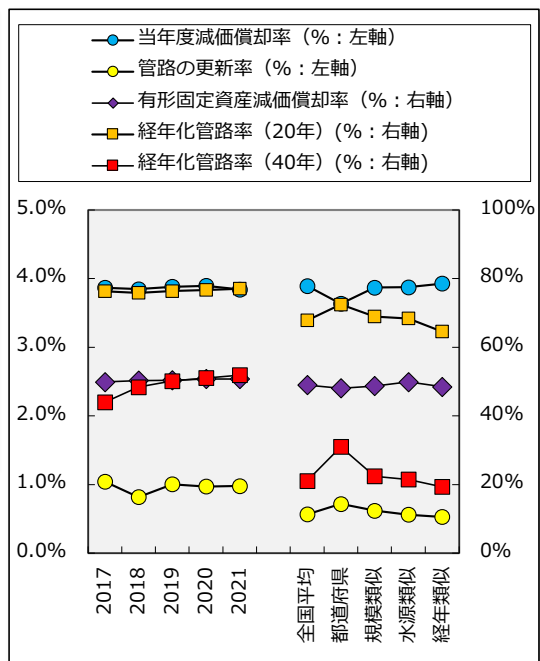 当年度減価償却率（%：左軸）
管路の更新率（%：左軸）
有形固定資産減価償却率（%：右軸）
経年化管路率（20年）(%：右軸)
経年化管路率（40年）(%：右軸)
5.0%
4.0%
3.0%
2.0%
1.0%
0.0%
100%
80%
60%
40%
20%
0%
2017
2018
2019
2020
2021
全国平均
都道府県
規模類似
水源類似
経年類似